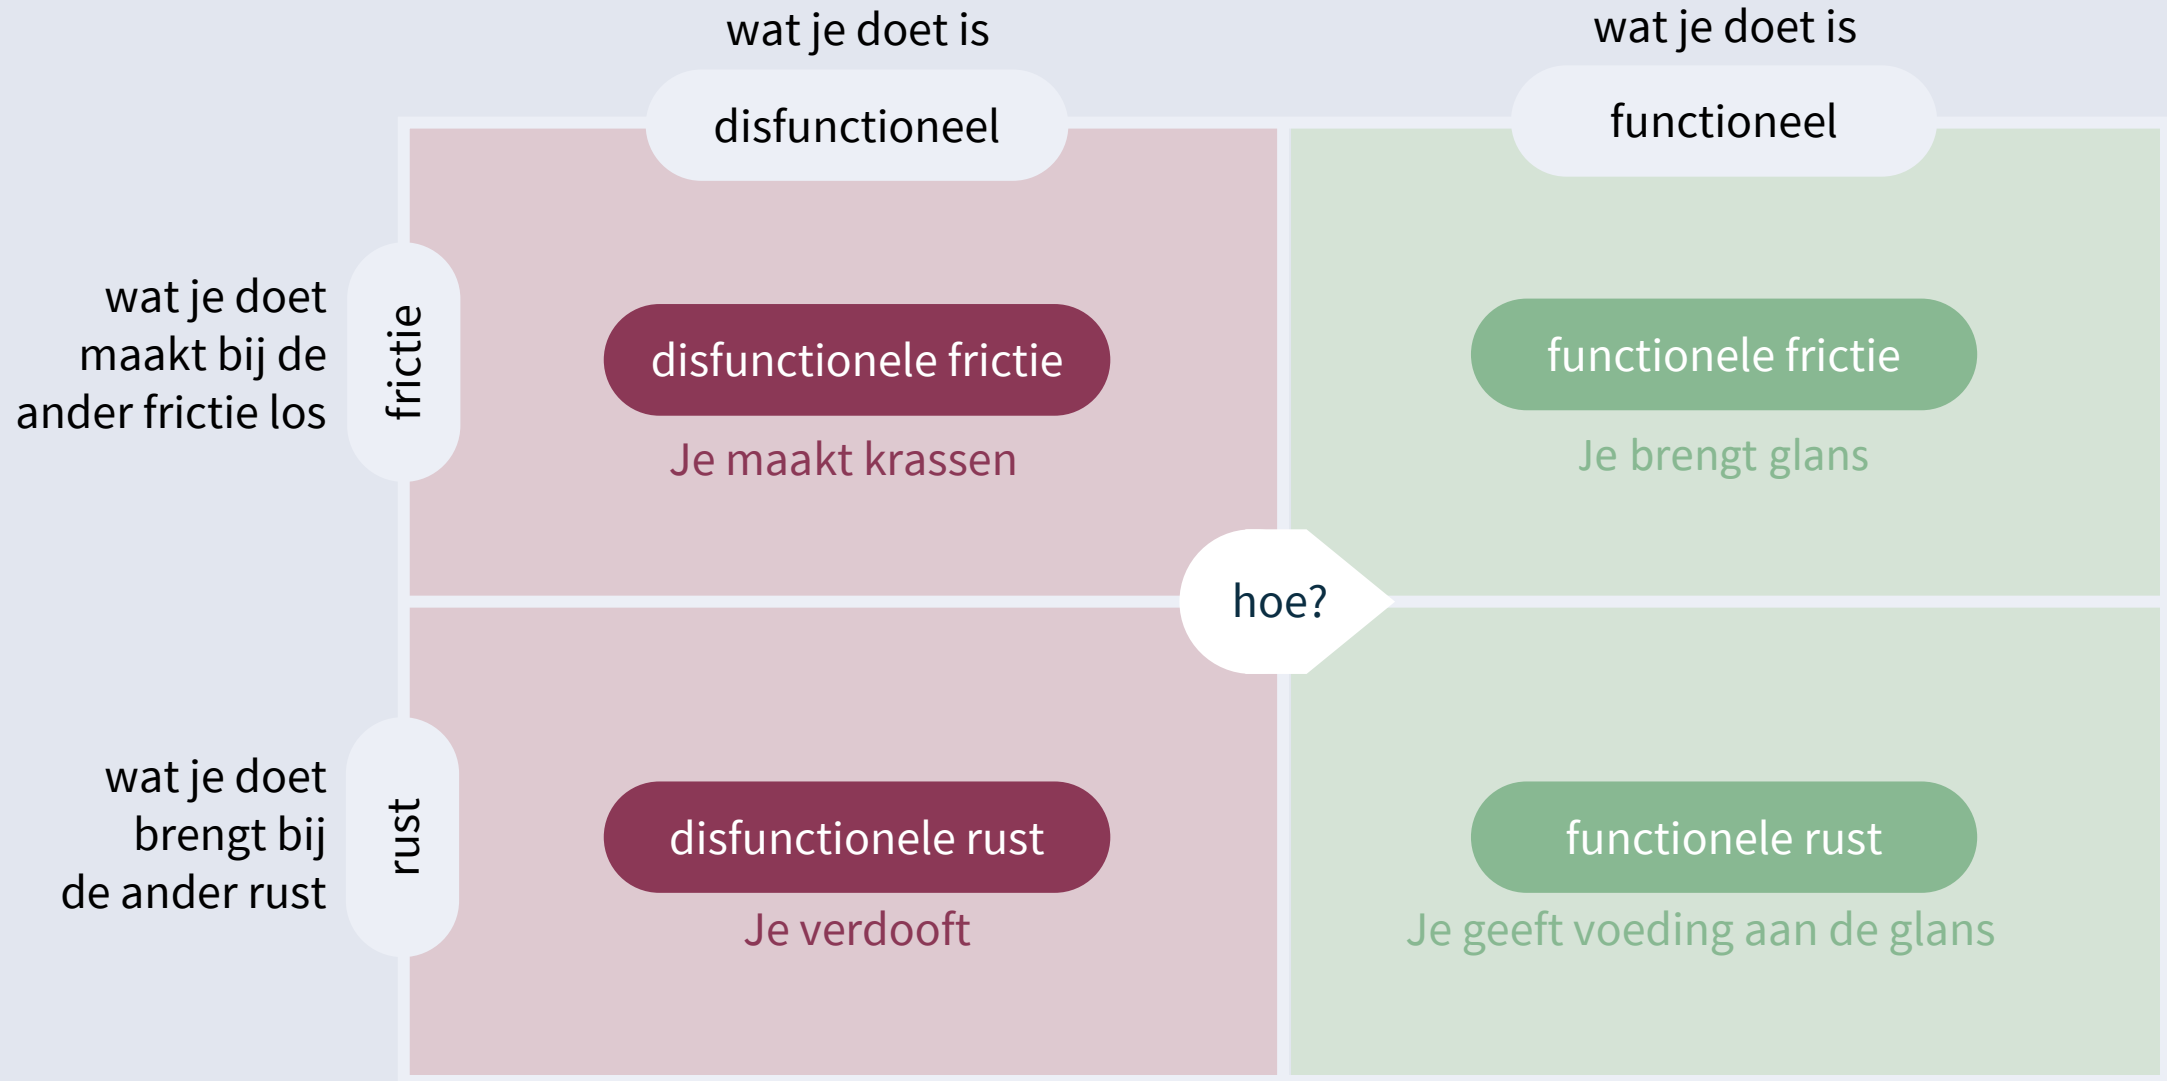 wat je doet is
wat je doet is
disfunctioneel
functioneel
wat je doet
maakt bij de
ander frictie los
frictie
disfunctionele frictie
Je maakt krassen
functionele frictie
Je brengt glans
hoe?
wat je doet
brengt bij
de ander rust
rust
disfunctionele rust
Je verdooft
functionele rust
Je geeft voeding aan de glans